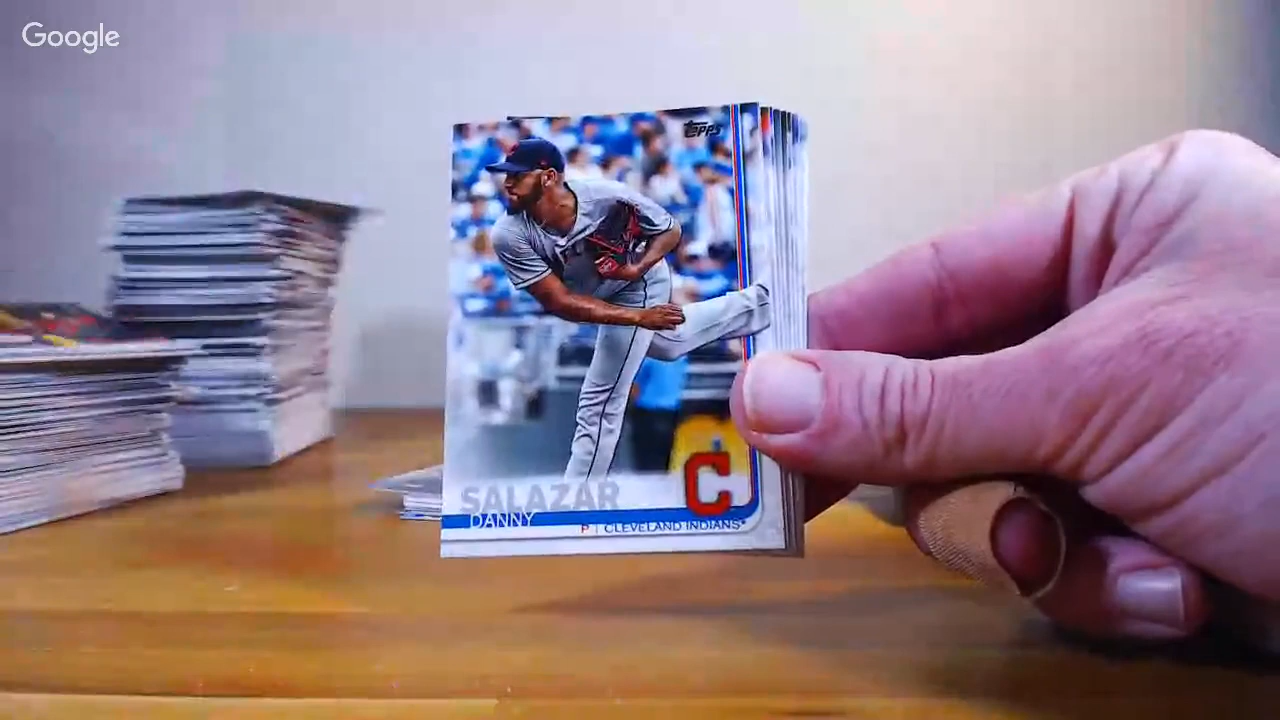 Google
Topps
SALAZAR
DANNY
P | CLEVELAND INDIANS
C